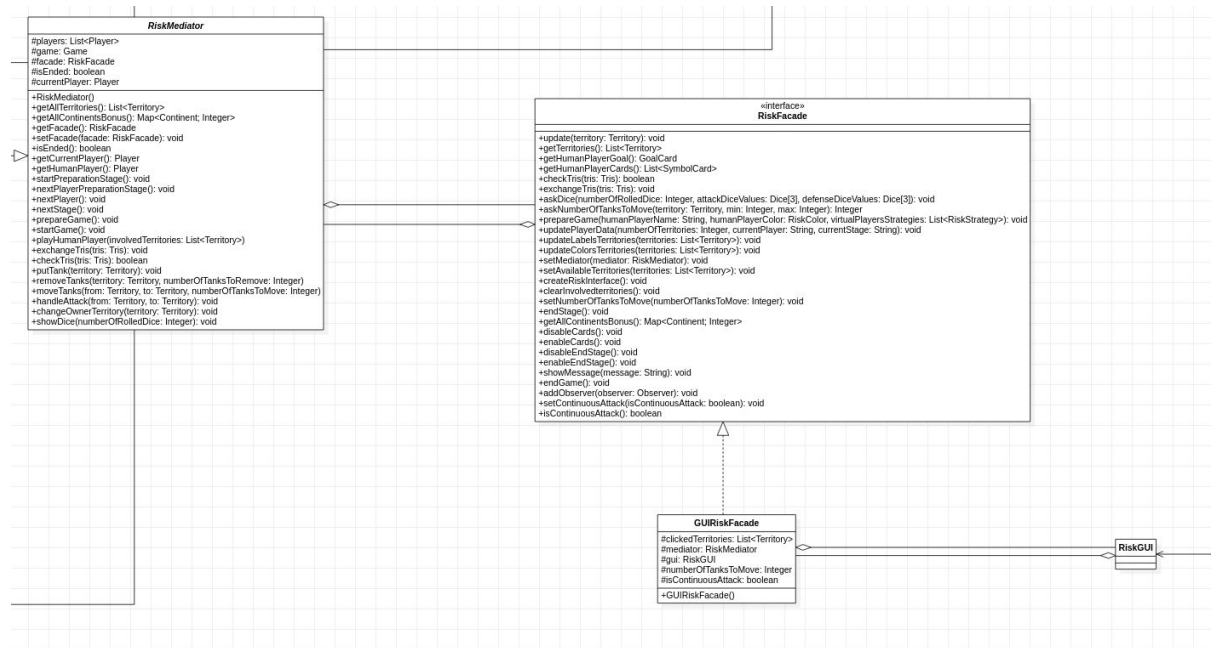 RiskMediator
#players: List<Player>
#game: Game
#facade: RiskFacade
#isEnded: boolean
#currentPlayer: Player
+RiskMediator()
+getAllTerritories(): List<Territory>
+getAllContinentsBonus(): Map<Continent; Integer>
+getFacade(): RiskFacade
+setFacade(facade: RiskFacade): void
+isEnded(): boolean
+getCurrentPlayer(): Player
+getHumanPlayer(): Player
+startPreparationStage(): void
+nextPlayerPreparationStage(): void
+nextPlayer(): void
+nextStage(): void
+prepareGame(): void
+startGame(): void
+playHumanPlayer(involvedTerritories: List<Territory>)
+exchangeTris(tris: Tris): void
+checkTris(tris: Tris): boolean
+putTank(territory: Territory): void
+removeTanks(territory: Territory, numberOfTanksToRemove: Integer)
+moveTanks(from: Territory, to: Territory, numberOfTanksToMove: Integer)
+handleAttack(from: Territory, to: Territory): void
+changeOwnerTerritory(territory: Territory): void
+showDice(numberOfRolledDice: Integer): void
«interface»
RiskFacade
+update(territory: Territory): void
+getTerritories(): List<Territory>
+getHumanPlayerGoal(): GoalCard
+getHumanPlayerCards(): List<SymbolCard>
+checkTris(tris: Tris): boolean
+exchangeTris(tris: Tris): void
+askDice(numberOfRolledDice: Integer, attackDiceValues: Dice[3], defenseDiceValues: Dice[3]): void
+askNumberOfTanksToMove(territory: Territory, min: Integer, max: Integer): Integer
+prepareGame(humanPlayerName: String, humanPlayerColor: RiskColor, virtualPlayersStrategies: List<RiskStrategy>): void
+updatePlayerData(numberOfTerritories: Integer, currentPlayer: String, currentStage: String): void
+updateLabelsTerritories(territories: List<Territory>): void
+updateColorsTerritories(territories: List<Territory>): void
+setMediator(mediator: RiskMediator): void
+setAvailableTerritories(territories: List<Territory>): void
+createRiskInterface(): void
+clearInvolvedterritories(): void
+setNumberOfTanksToMove(numberOfTanksToMove: Integer): void
+endStage(): void
+getAllContinentsBonus(): Map<Continent; Integer>
+disableCards(): void
+enableCards(): void
+disableEndStage(): void
+enableEndStage(): void
+showMessage(message: String): void
+endGame(): void
+addObserver(observer: Observer): void
+setContinuousAttack(isContinuousAttack: boolean): void
+isContinuousAttack(): boolean
GUIRiskFacade
#clickedTerritories: List<Territory>
#mediator: RiskMediator
#gui: RiskGUI
#numberOfTanksToMove: Integer
#isContinuousAttack: boolean
+GUIRiskFacade()
RiskGUI